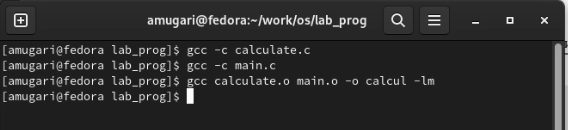 amugari@fedora:~/work/os/lab_prog
[amugari@fedora lab_prog]$ gcc -c calculate.c
[amugari@fedora lab_prog]$ gcc -c main.c
[amugari@fedora lab_prog]$ gcc calculate.o main.o -o calcul -lm
[amugari@fedora lab_prog]$